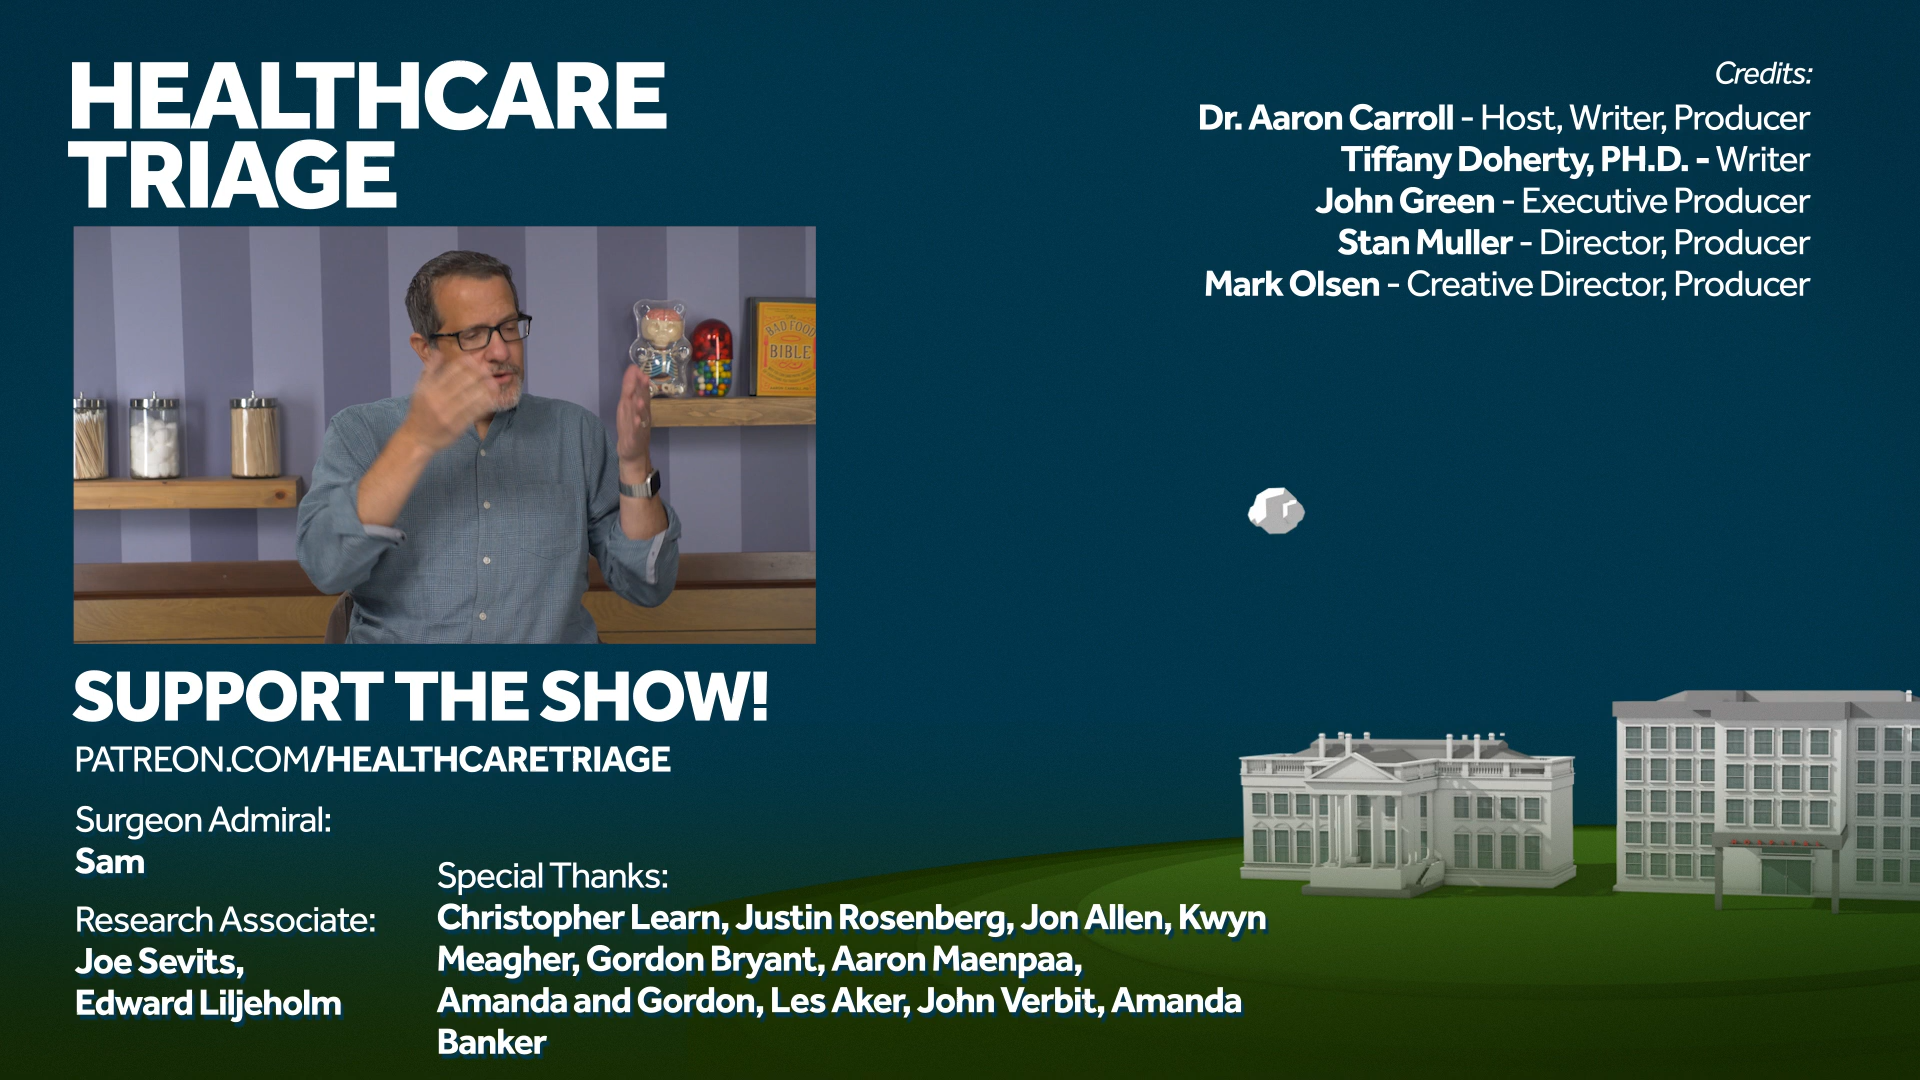 HEALTHCARE
TRIAGE
Credits:
Dr. Aaron Carroll - Host, Writer, Producer
Tiffany Doherty, PH.D. - Writer
John Green - Executive Producer
Stan Muller - Director, Producer
Mark Olsen - Creative Director, Producer
BAD FOOD
BIBLE
SUPPORT THE SHOW!
PATREON.COM/HEALTHCARETRIAGE
Surgeon Admiral:
Sam
Research Associate:
Joe Sevits,
Edward Liljeholm
Special Thanks:
Christopher Learn, Justin Rosenberg, Jon Allen, Kwyn
Meagher, Gordon Bryant, Aaron Maenpaa,
Amanda and Gordon, Les Aker, John Verbit, Amanda
Banker